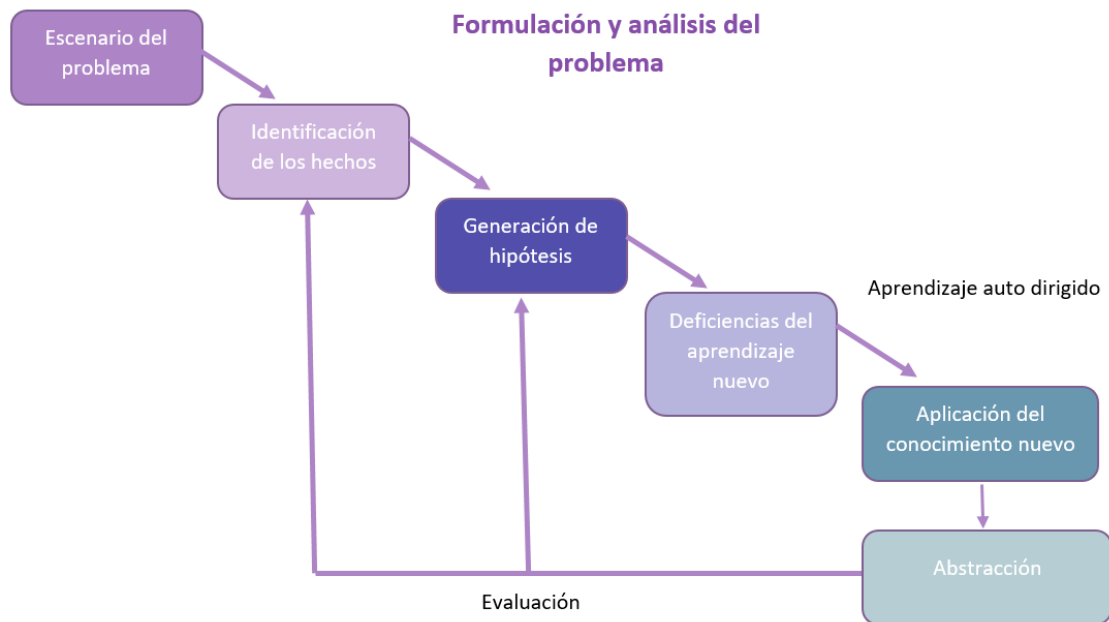 Formulación y análisis del
problema
Escenario del
problema
Identificación
de los hechos
Generación de
hipótesis
Deficiencias del
aprendizaje
nuevo
Aprendizaje auto dirigido
Aplicación del
conocimiento nuevo
Abstracción
Evaluación